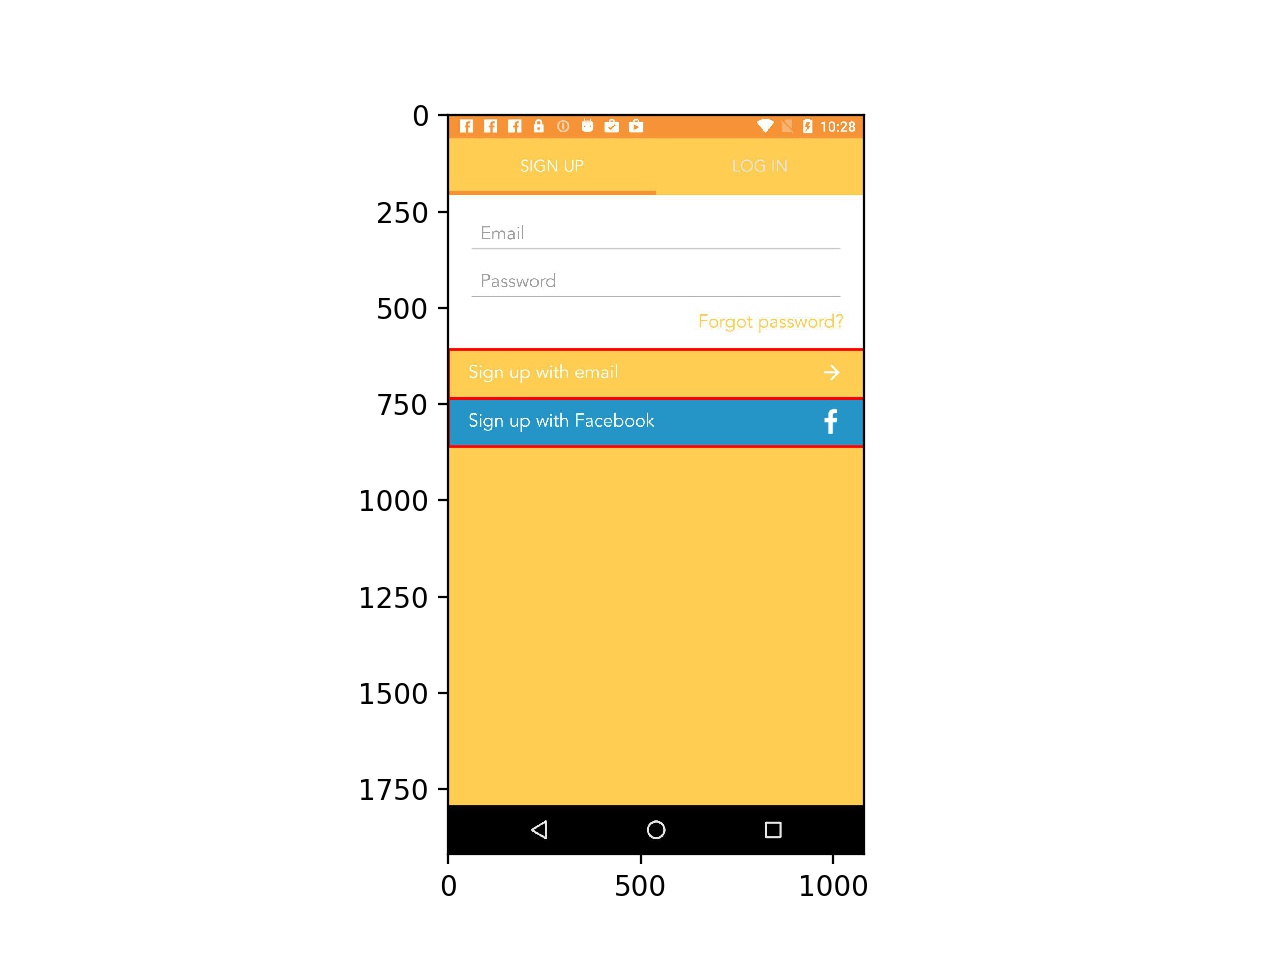 0
250
500
750
1000
1250
1500
1750
10:28
SIGN UP LOG IN
Email
Password
Forgot password?
Sign up with email
Sign up with Facebook
0 500 1000